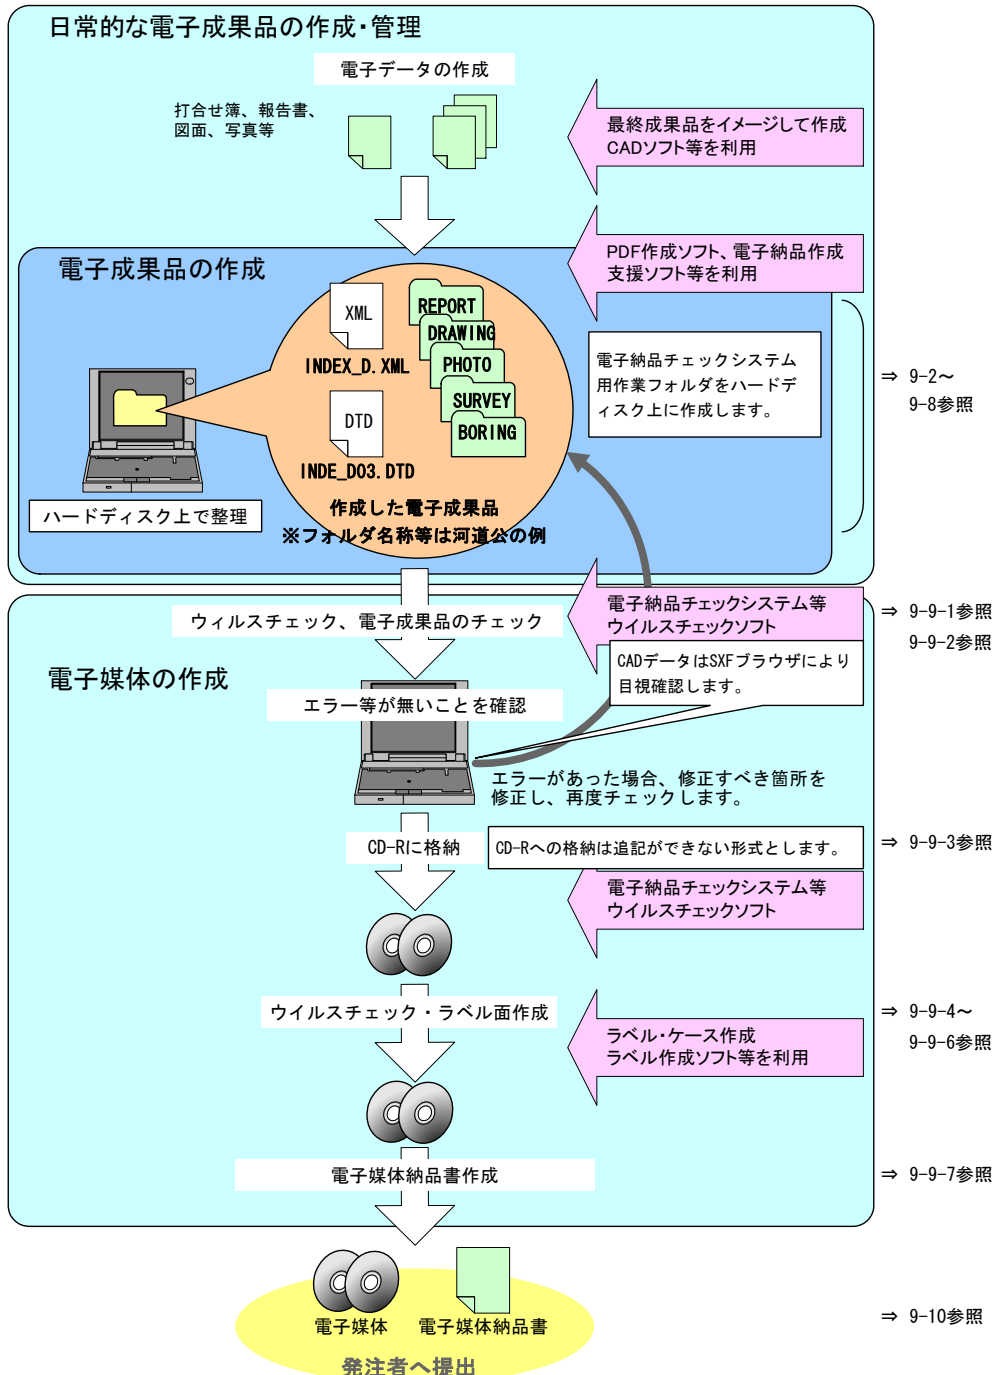 日常的な電子成果品の作成・管理
電子データの作成
打合せ簿、報告書、
図面、写真等
最終成果品をイメージして作成
CADソフト等を利用
PDF作成ソフト、電子納品作成
支援ソフト等を利用
電子成果品の作成
XML
INDEX_D.XML
DTD
INDE_D03.DTD
REPORT
DRAWING
PHOTO
SURVEY
BORING
作成した電子成果品
※フォルダ名称等は河道公の例
ハードディスク上で整理
電子納品チェックシステム
用作業フォルダをハードデ
ィスク上に作成します。
⇒ 9-2～
9-8参照
ウィルスチェック、電子成果品のチェック
電子納品チェックシステム等
ウイルスチェックソフト
⇒ 9-9-1参照
9-9-2参照
電子媒体の作成
CADデータはSXFブラウザにより
目視確認します。
エラー等が無いことを確認
エラーがあった場合、修正すべき箇所を
修正し、再度チェックします。
CD-Rに格納
CD-Rへの格納は追記ができない形式とします。
⇒ 9-9-3参照
電子納品チェックシステム等
ウイルスチェックソフト
ウイルスチェック・ラベル面作成
ラベル・ケース作成
ラベル作成ソフト等を利用
⇒ 9-9-4～
9-9-6参照
電子媒体納品書作成
⇒ 9-9-7参照
電子媒体
電子媒体納品書
⇒ 9-10参照
発注者へ提出